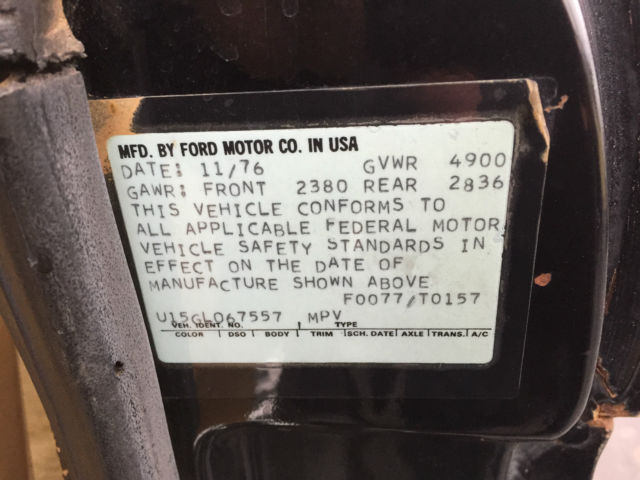 MFD. BY FORD MOTOR CO. IN USA
DATE: 11/76 GVWR 4900
GAWR: FRONT 2380 REAR 2836
THIS VEHICLE CONFORMS TO
ALL APPLICABLE FEDERAL MOTOR
VEHICLE SAFETY STANDARDS IN
EFFECT ON THE DATE OF
MANUFACTURE SHOWN ABOVE
F0077/T0157
U15GL067557 MPV
VEH. IDENT. NO. TYPE
COLOR DSO BODY TRIM SCH. DATE AXLE TRANS. A/C